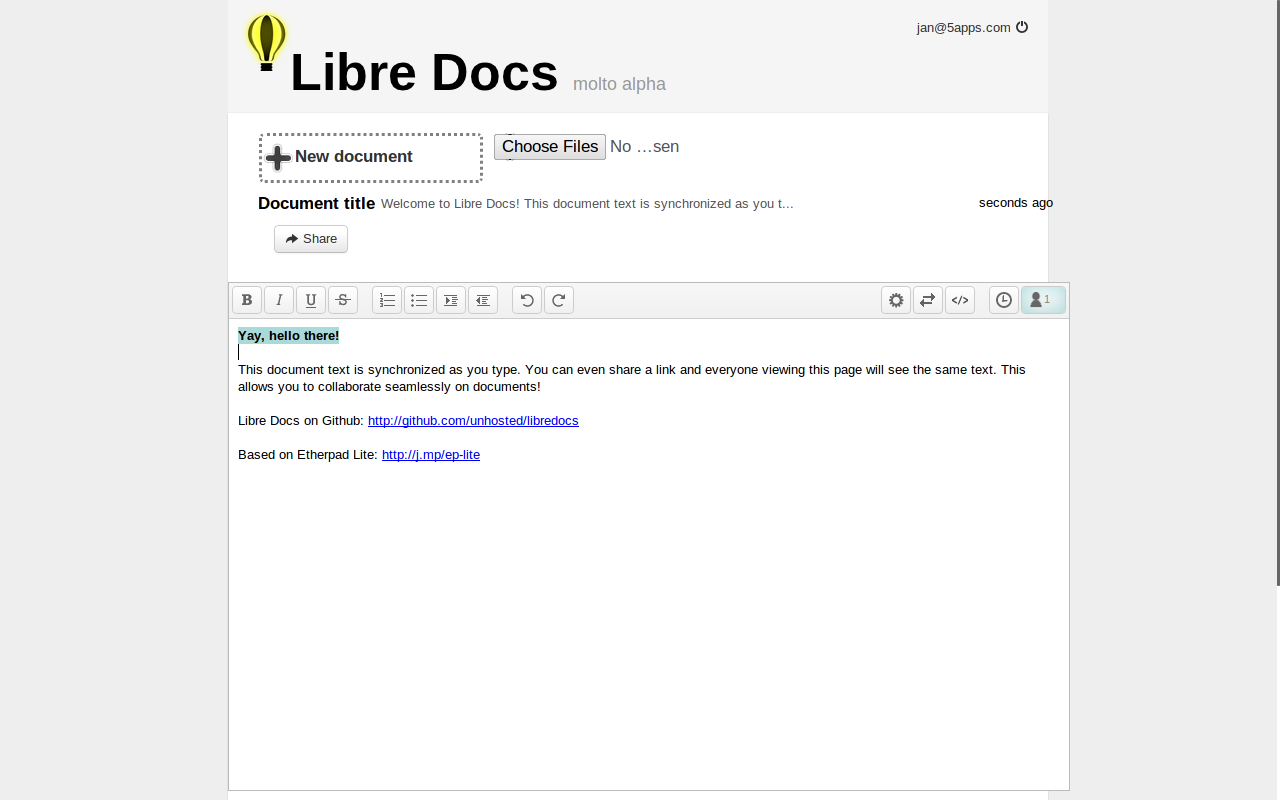 jan@5apps.com
Libre Docs molto alpha
New document
Choose Files No …sen
Document title Welcome to Libre Docs! This document text is synchronized as you t… seconds ago
Share
B I U S 1
Yay, hello there!
This document text is synchronized as you type. You can even share a link and everyone viewing this page will see the same text. This
allows you to collaborate seamlessly on documents!
Libre Docs on Github: http://github.com/unhosted/libredocs
Based on Etherpad Lite: http://j.mp/ep-lite